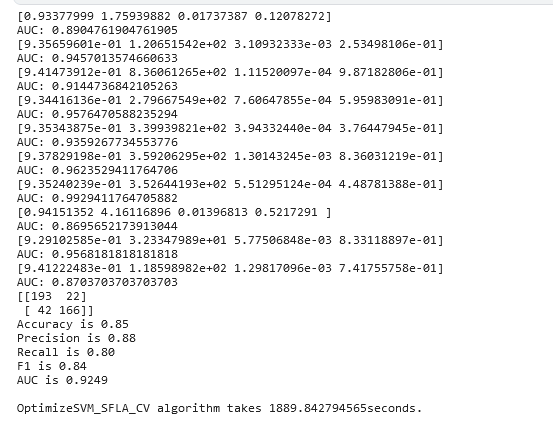 [0.93377999 1.75939882 0.01737387 0.12078272]
AUC: 0.8904761904761905
[9.35659601e-01 1.20651542e+02 3.10932333e-03 2.53498106e-01]
AUC: 0.9457013574660633
[9.41473912e-01 8.36061265e+02 1.11520097e-04 9.87182806e-01]
AUC: 0.9144736842105263
[9.34416136e-01 2.79667549e+02 7.60647855e-04 5.95983091e-01]
AUC: 0.9576470588235294
[9.35343875e-01 3.39939821e+02 3.94332440e-04 3.76447945e-01]
AUC: 0.9359267734553776
[9.37829198e-01 3.59206295e+02 1.30143245e-03 8.36031219e-01]
AUC: 0.9623529411764706
[9.35240239e-01 3.52644193e+02 5.51295124e-04 4.48781388e-01]
AUC: 0.9929411764705882
[0.94151352 4.16116896 0.01396813 0.5217291 ]
AUC: 0.8695652173913044
[9.29102585e-01 3.23347989e+01 5.77506848e-03 8.33118897e-01]
AUC: 0.9568181818181818
[9.41222483e-01 1.18598982e+02 1.29817096e-03 7.41755758e-01]
AUC: 0.8703703703703703
[[193  22]
 [ 42 166]]
Accuracy is 0.85
Precision is 0.88
Recall is 0.80
F1 is 0.84
AUC is 0.9249
OptimizeSVM_SFLA_CV algorithm takes 1889.842794565seconds.